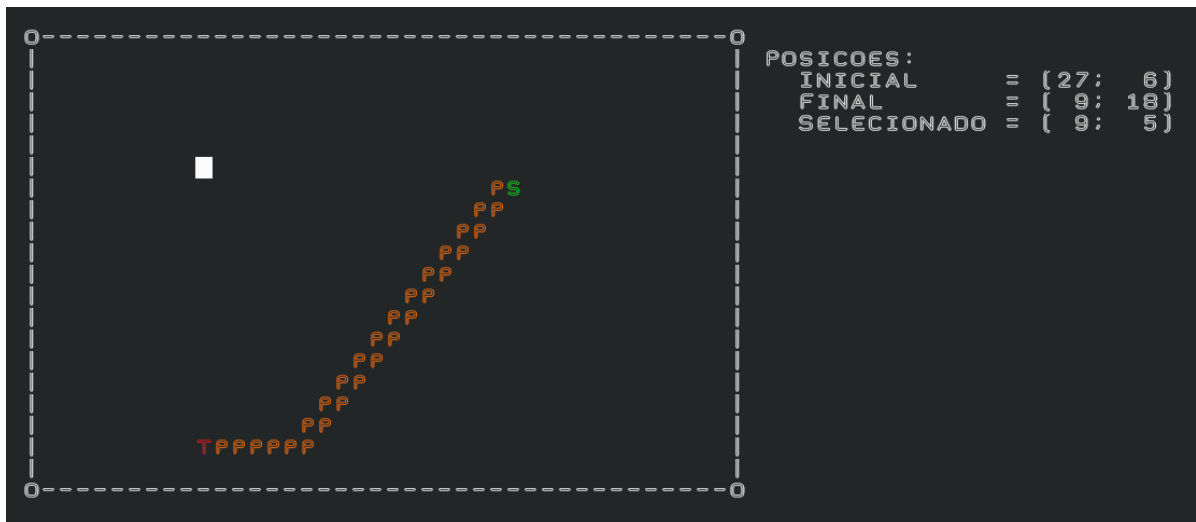 O----------------------------------------O
POSICOES:
INICIAL = (27; 6)
FINAL = ( 9; 18)
SELECIONADO = ( 9; 5)
PS
PP
PP
PP
PP
PP
PP
PP
PP
PP
PP
PP
TPPPPPP
O----------------------------------------O